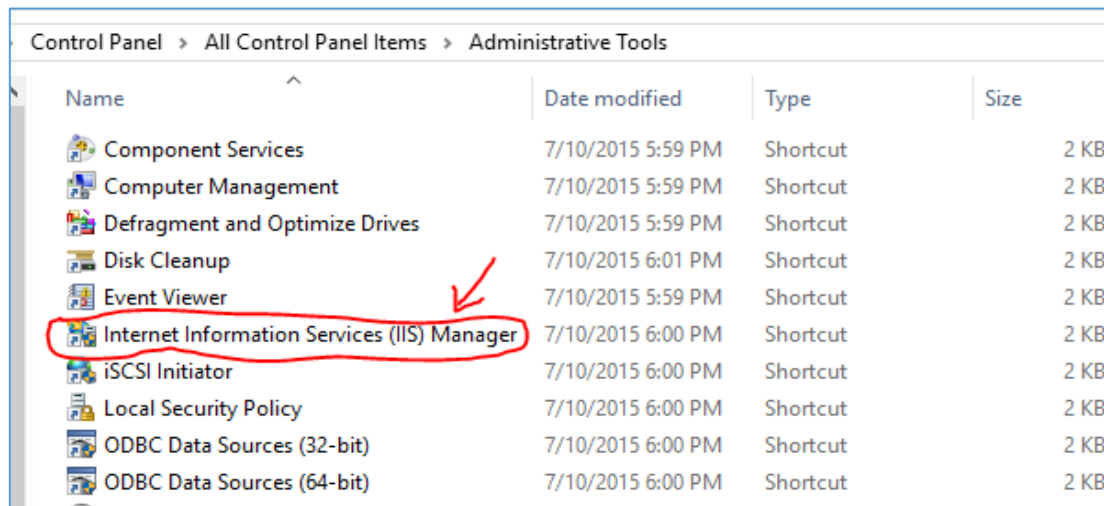 Control Panel > All Control Panel Items > Administrative Tools
Name Date modified Type Size
Component Services 7/10/2015 5:59 PM Shortcut 2 KB
Computer Management 7/10/2015 5:59 PM Shortcut 2 KB
Defragment and Optimize Drives 7/10/2015 5:59 PM Shortcut 2 KB
Disk Cleanup 7/10/2015 6:01 PM Shortcut 2 KB
Event Viewer 7/10/2015 5:59 PM Shortcut 2 KB
Internet Information Services (IIS) Manager 7/10/2015 6:00 PM Shortcut 2 KB
iSCSI Initiator 7/10/2015 6:00 PM Shortcut 2 KB
Local Security Policy 7/10/2015 6:00 PM Shortcut 2 KB
ODBC Data Sources (32-bit) 7/10/2015 6:00 PM Shortcut 2 KB
ODBC Data Sources (64-bit) 7/10/2015 6:00 PM Shortcut 2 KB